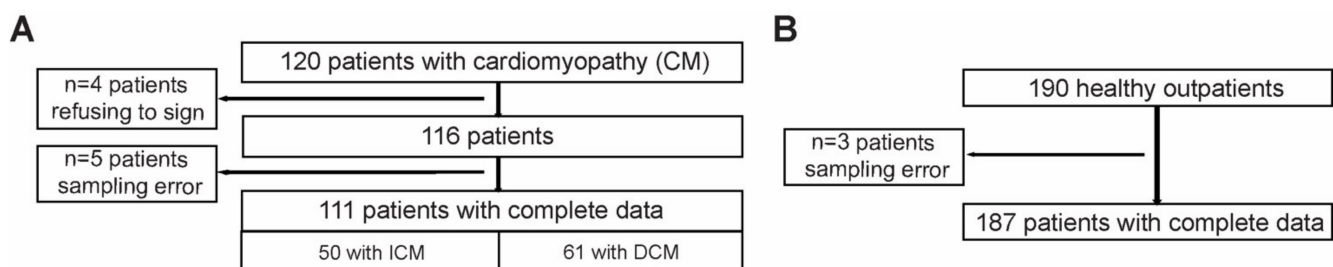 A
120 patients with cardiomyopathy (CM)
n=4 patients
refusing to sign
116 patients
n=5 patients
sampling error
111 patients with complete data
50 with ICM
61 with DCM
B
190 healthy outpatients
n=3 patients
sampling error
187 patients with complete data